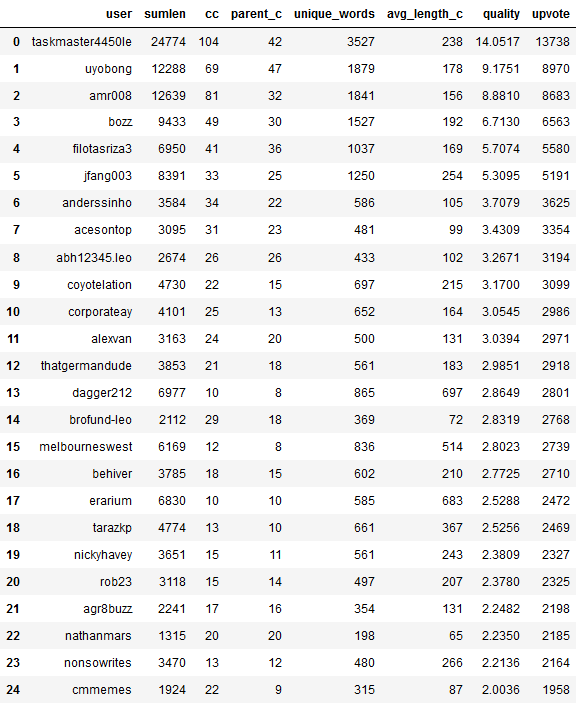 user sumlen cc parent_c unique_words avg_length_c quality upvote
0 taskmaster4450le 24774 104 42 3527 238 14.0517 13738
1 uyobong 12288 69 47 1879 178 9.1751 8970
2 amr008 12639 81 32 1841 156 8.8810 8683
3 bozz 9433 49 30 1527 192 6.7130 6563
4 filotasriza3 6950 41 36 1037 169 5.7074 5580
5 jfang003 8391 33 25 1250 254 5.3095 5191
6 anderssinho 3584 34 22 586 105 3.7079 3625
7 acesontop 3095 31 23 481 99 3.4309 3354
8 abh12345.leo 2674 26 26 433 102 3.2671 3194
9 coyotelation 4730 22 15 697 215 3.1700 3099
10 corporateay 4101 25 13 652 164 3.0545 2986
11 alexvan 3163 24 20 500 131 3.0394 2971
12 thatgermandude 3853 21 18 561 183 2.9851 2918
13 dagger212 6977 10 8 865 697 2.8649 2801
14 brofund-leo 2112 29 18 369 72 2.8319 2768
15 melbourneswest 6169 12 8 836 514 2.8023 2739
16 behiver 3785 18 15 602 210 2.7725 2710
17 erarium 6830 10 10 585 683 2.5288 2472
18 tarazkp 4774 13 10 661 367 2.5256 2469
19 nickyhavey 3651 15 11 561 243 2.3809 2327
20 rob23 3118 15 14 497 207 2.3780 2325
21 agr8buzz 2241 17 16 354 131 2.2482 2198
22 nathanmars 1315 20 20 198 65 2.2350 2185
23 nonsowrites 3470 13 12 480 266 2.2136 2164
24 cmmemes 1924 22 9 315 87 2.0036 1958